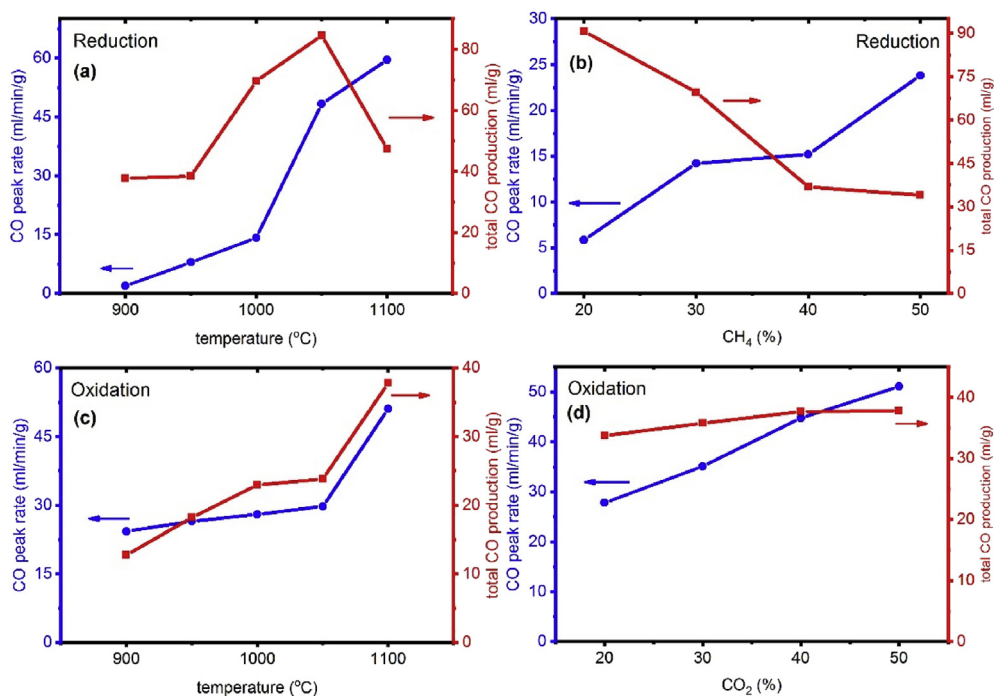 Reduction
(a)
CO peak rate (ml/min/g)
60
45
30
15
0
900
1000
1100
temperature (°C)
80
60
40
20
0
total CO production (ml/g)
Reduction
(b)
CO peak rate (ml/min/g)
30
25
20
15
10
5
0
20
30
40
50
CH4 (%)
90
75
60
45
30
15
0
total CO production (ml/g)
Oxidation
(c)
CO peak rate (ml/min/g)
60
45
30
15
0
900
1000
1100
temperature (°C)
40
30
20
10
0
total CO production (ml/g)
Oxidation
(d)
CO peak rate (ml/min/g)
50
40
30
20
10
0
20
30
40
50
CO2 (%)
40
30
20
10
0
total CO production (ml/g)